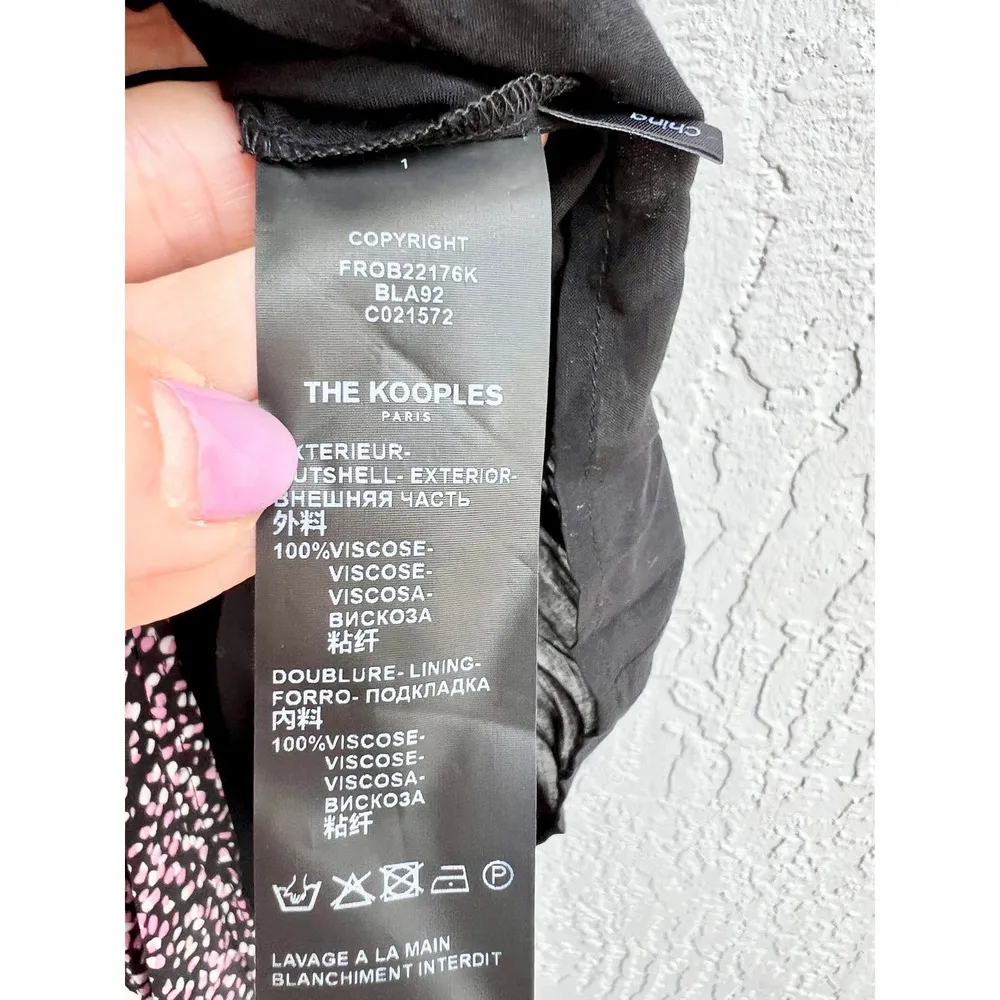 China
1
COPYRIGHT
FROB22176K
BLA92
C021572
THE KOOPLES
PARIS
XTERIEUR-
UTSHELL- EXTERIOR-
ВНЕШНЯЯ ЧАСТЬ
外料
100%VISCOSE-
VISCOSE-
VISCOSA-
ВИСКОЗА
粘纤
DOUBLURE- LINING-
FORRO- ПОДКЛАДКА
内料
100%VISCOSE-
VISCOSE-
VISCOSA-
ВИСКОЗА
粘纤
P
LAVAGE A LA MAIN
BLANCHIMENT INTERDIT